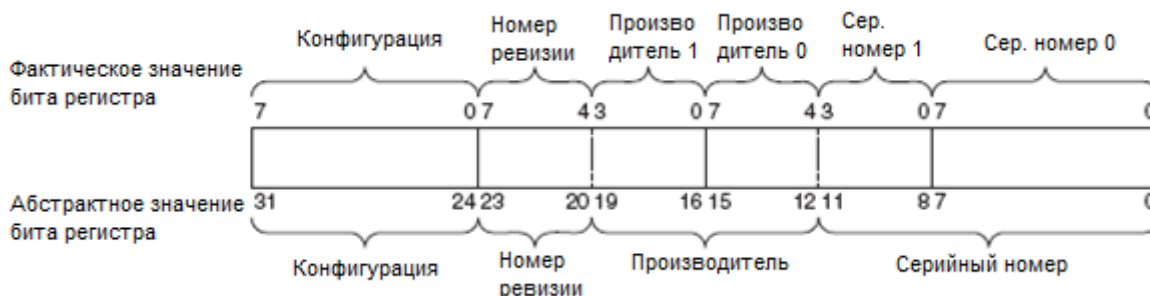 Конфигурация
Номер
ревизии
Произво
дитель 1
Произво
дитель 0
Сер.
номер 1
Сер. номер 0
Фактическое значение
бита регистра
7 0 7 4 3 0 7 4 3 0 7 0
31 24 23 20 19 16 15 12 11 8 7 0
Абстрактное значение
бита регистра
Конфигурация
Номер
ревизии
Производитель
Серийный номер